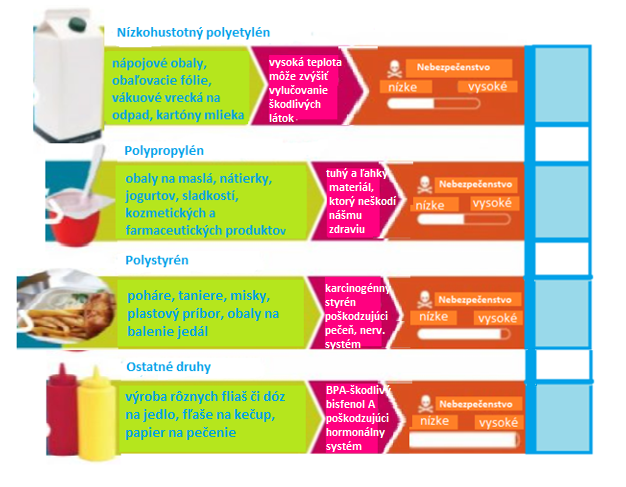 Nízkohustotný polyetylén
nápojové obaly,
obaľovacie fólie,
vákuové vrecká na
odpad, kartóny mlieka
vysoká teplota
môže zvýšiť
vylučovanie
škodlivých
látok
Nebezpečenstvo
nízke vysoké
Polypropylén
obaly na maslá, nátierky,
jogurtov, sladkostí,
kozmetických a
farmaceutických produktov
tuhý a ľahký
materiál,
ktorý neškodí
nášmu
zdraviu
Nebezpečenstvo
nízke vysoké
Polystyrén
poháre, taniere, misky,
plastový príbor, obaly na
balenie jedál
karcinogénny
styrén
poškodzujúci
pečeň, nerv.
systém
Nebezpečenstvo
nízke vysoké
Ostatné druhy
výroba rôznych fliaš či dóz
na jedlo, fľaše na kečup,
papier na pečenie
BPA-škodlivý
bisfenol A
poškodzujúci
hormonálny
systém
Nebezpečenstvo
nízke vysoké